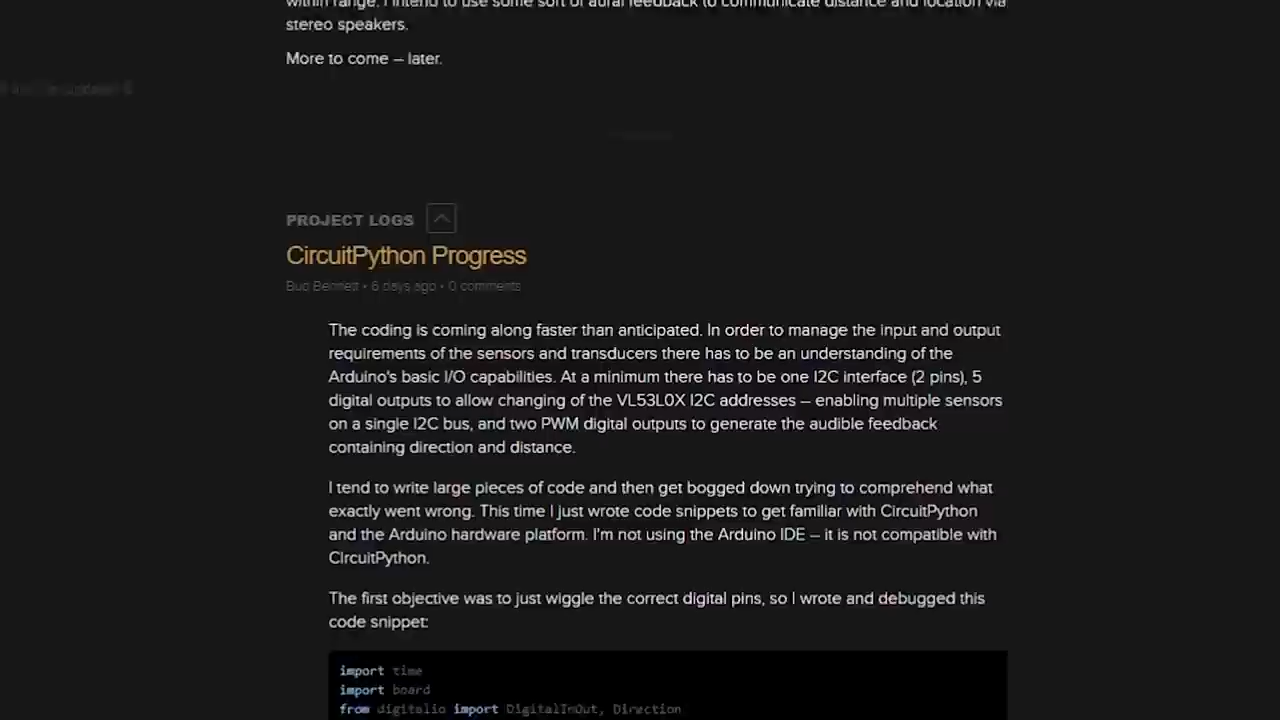 within range. I intend to use some sort of aural feedback to communicate distance and location via
stereo speakers.
More to come – later.
PROJECT LOGS
CircuitPython Progress
Bud Bennett • 6 days ago • 0 comments
The coding is coming along faster than anticipated. In order to manage the input and output
requirements of the sensors and transducers there has to be an understanding of the
Arduino's basic I/O capabilities. At a minimum there has to be one I2C interface (2 pins), 5
digital outputs to allow changing of the VL53L0X I2C addresses – enabling multiple sensors
on a single I2C bus, and two PWM digital outputs to generate the audible feedback
containing direction and distance.
I tend to write large pieces of code and then get bogged down trying to comprehend what
exactly went wrong. This time I just wrote code snippets to get familiar with CircuitPython
and the Arduino hardware platform. I'm not using the Arduino IDE – it is not compatible with
CircuitPython.
The first objective was to just wiggle the correct digital pins, so I wrote and debugged this
code snippet:
import time
import board
from digitalio import DigitalInOut, Direction